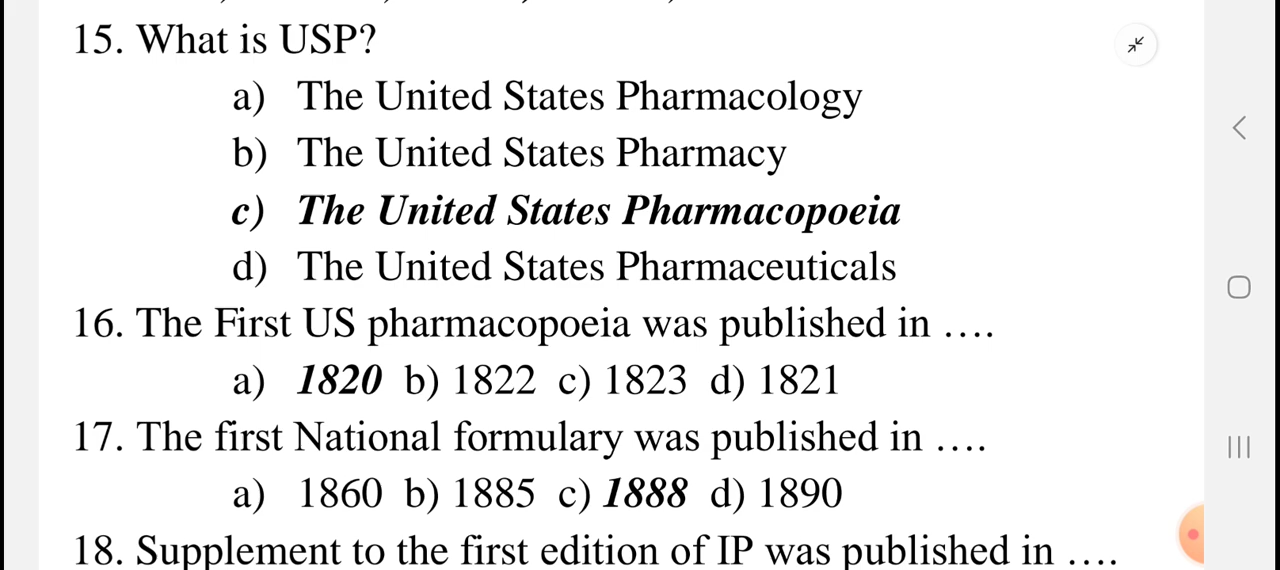 15. What is USP?
a) The United States Pharmacology
b) The United States Pharmacy
c) The United States Pharmacopoeia
d) The United States Pharmaceuticals
16. The First US pharmacopoeia was published in ....
a) 1820 b) 1822 c) 1823 d) 1821
17. The first National formulary was published in ....
a) 1860 b) 1885 c) 1888 d) 1890
18. Supplement to the first edition of IP was published in ....